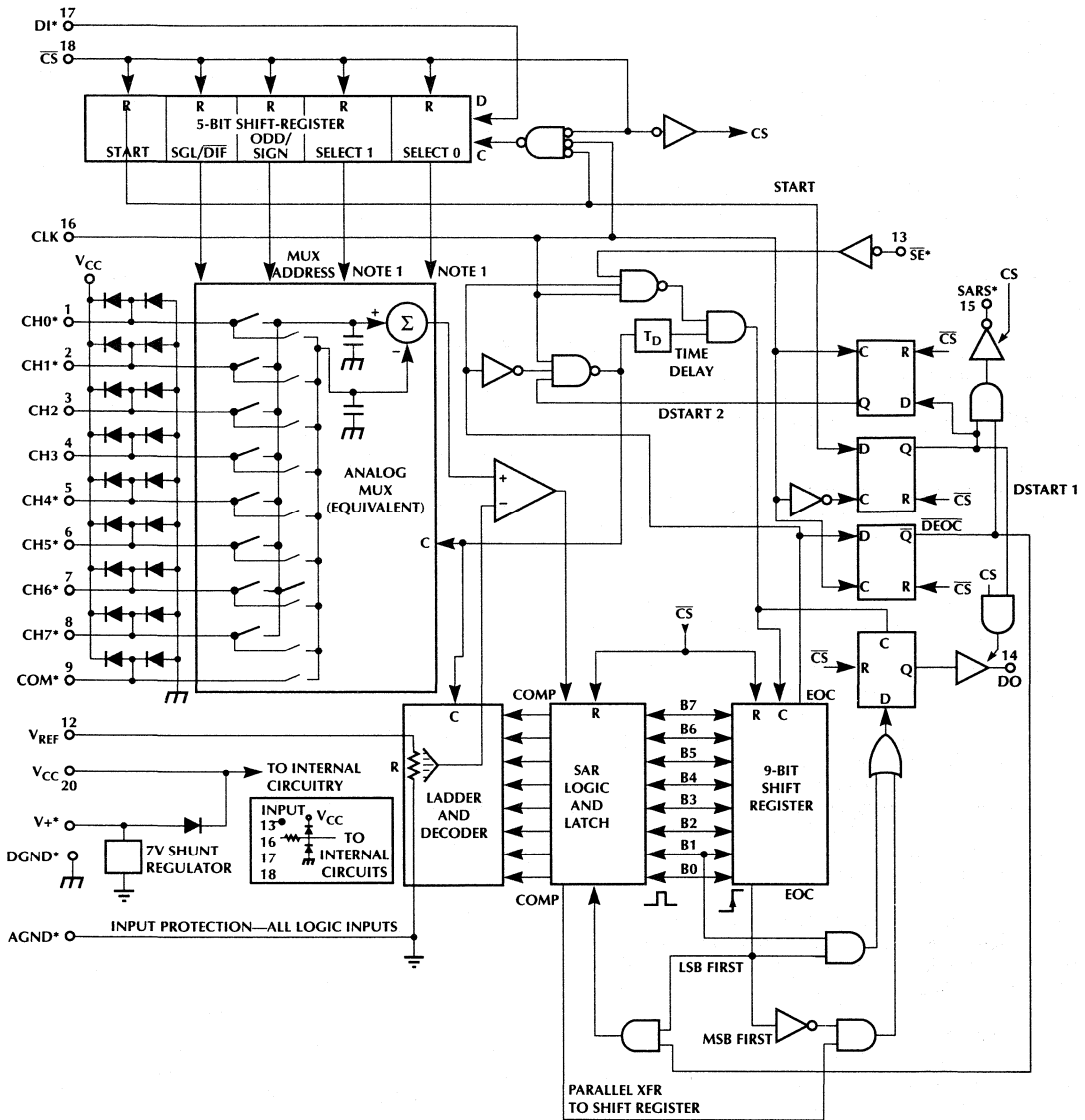 17
DI*
18
CS
R R R R R D
5-BIT SHIFT-REGISTER
ODD/
START SGL/DIF SIGN SELECT 1 SELECT 0 C
CS
START
16
CLK
13
SE*
MUX
ADDRESS NOTE 1 NOTE 1
VCC
CS
SARS*
15
1
CH0*
2
CH1*
3
CH2
4
CH3
5
CH4*
6
CH5*
7
CH6*
8
CH7*
9
COM*
+
Σ
−
ANALOG
MUX
(EQUIVALENT)
C
TD
TIME
DELAY
DSTART 2
C R CS
Q D
D Q
C R CS
DSTART 1
DEOC
D Q
C R CS
CS
+
−
CS
C
CS R Q
D
14
DO
12
VREF
VCC
20
TO INTERNAL
CIRCUITRY
V+*
7V SHUNT
REGULATOR
DGND*
AGND*
INPUT
13
16
17
18
VCC
TO
INTERNAL
CIRCUITS
INPUT PROTECTION—ALL LOGIC INPUTS
C
R
LADDER
AND
DECODER
COMP
COMP
R
SAR
LOGIC
AND
LATCH
B7
B6
B5
B4
B3
B2
B1
B0
EOC
R C
9-BIT
SHIFT
REGISTER
EOC
LSB FIRST
MSB FIRST
PARALLEL XFR
TO SHIFT REGISTER